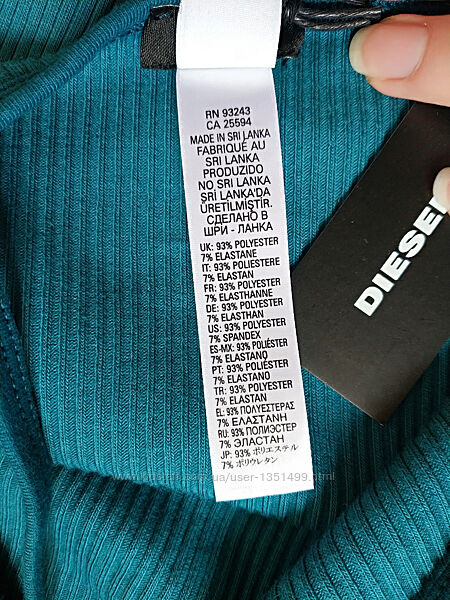 RN 93243
CA 25594
MADE IN SRI LANKA
FABRIQUÉ AU
SRI LANKA
PRODUZIDO
NO SRI LANKA
SRİ LANKA'DA
ÜRETİLMİŞTİR.
СДЕЛАНО В
ШРИ - ЛАНКА
UK: 93% POLYESTER
7% ELASTANE
IT: 93% POLIESTERE
7% ELASTAN
FR: 93% POLYESTER
7% ELASTHANNE
DE: 93% POLYESTER
7% ELASTHAN
US: 93% POLYESTER
7% SPANDEX
ES-MX: 93% POLIÉSTER
7% ELASTANO
PT: 93% POLIÉSTER
7% ELASTANO
TR: 93% POLYESTER
7% ELASTAN
EL: 93% ΠΟΛΥΕΣΤΕΡΑΣ
7% ΕΛΑΣΤΑΝΗ
RU: 93% ПОЛИЭСТЕР
7% ЭЛАСТАН
JP: 93% ポリエステル
7% ポリウレタン
DIESEL